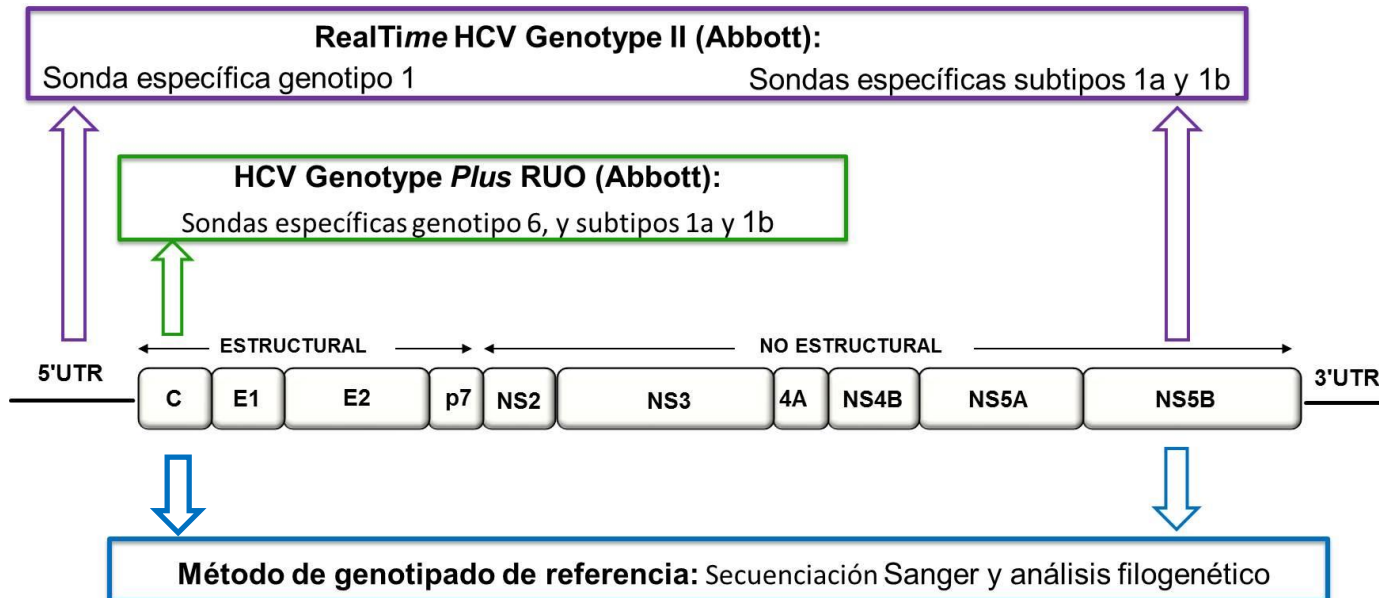 RealTime HCV Genotype II (Abbott):
Sonda específica genotipo 1
Sondas específicas subtipos 1a y 1b
HCV Genotype Plus RUO (Abbott):
Sondas específicas genotipo 6, y subtipos 1a y 1b
ESTRUCTURAL
NO ESTRUCTURAL
5'UTR
3'UTR
C E1 E2 p7 NS2 NS3 4A NS4B NS5A NS5B
Método de genotipado de referencia: Secuenciación Sanger y análisis filogenético